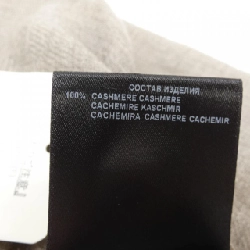 СОСТАВ ИЗДЕЛИЯ
100% CASHMERE CASHMERE
CACHEMIRE KASCHMIR
CACHEMIRA CASHMERE CACHEMIR